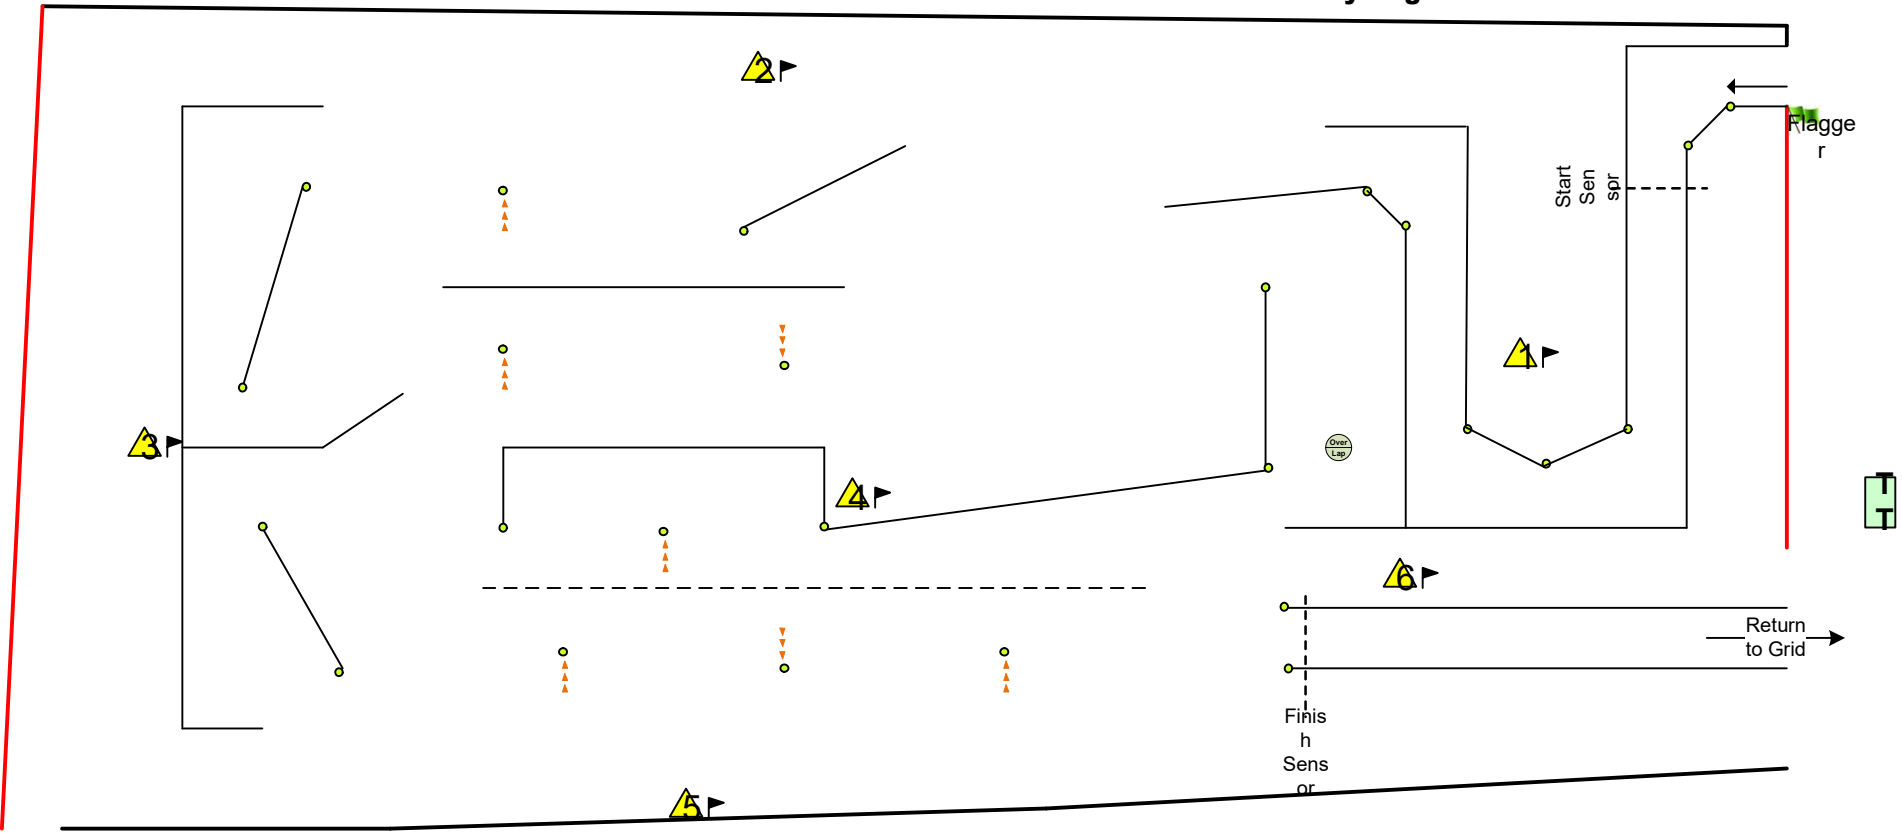 2
Flagge
r
Start
Sen
sor
1
3
Over
Lap
4
T
T
6
Return
to Grid
Finis
h
Sens
or
5